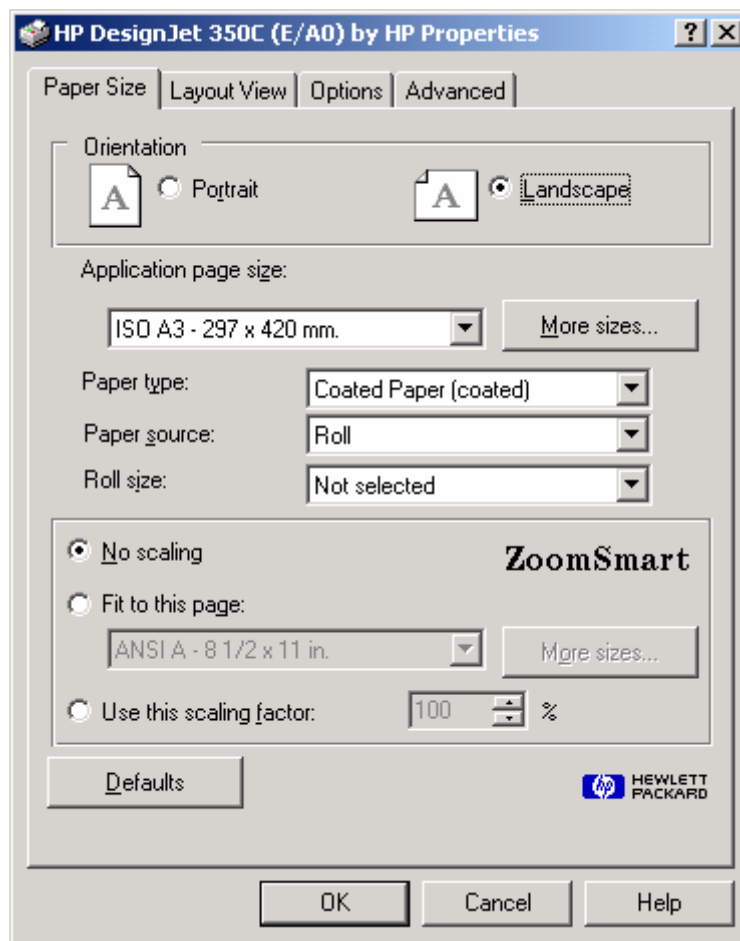 HP DesignJet 350C (E/A0) by HP Properties
Paper Size Layout View Options Advanced
Orientation
A Portrait A Landscape
Application page size:
ISO A3 - 297 x 420 mm. More sizes...
Paper type: Coated Paper (coated)
Paper source: Roll
Roll size: Not selected
No scaling ZoomSmart
Fit to this page:
ANSI A - 8 1/2 x 11 in. More sizes...
Use this scaling factor: 100 %
Defaults hp HEWLETT
PACKARD
OK Cancel Help